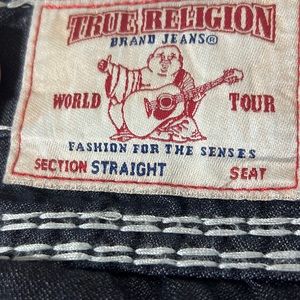 TRUE RELIGION
BRAND JEANS®
WORLD TOUR
FASHION FOR THE SENSES
SECTION STRAIGHT SEAT